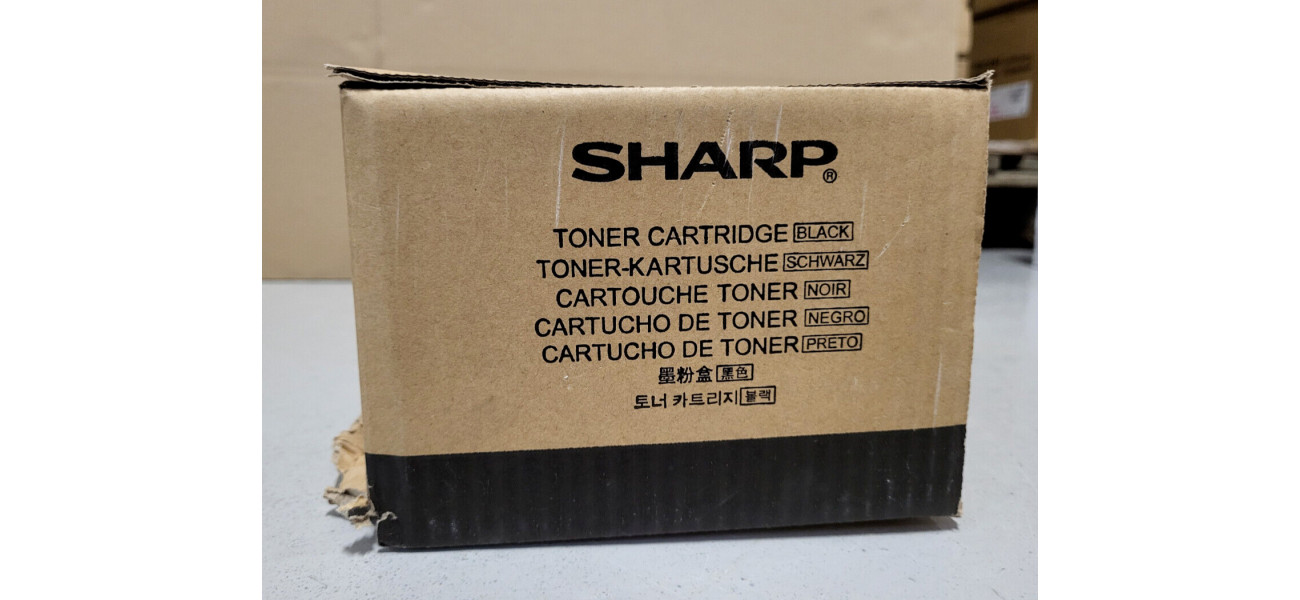 SHARP®
TONER CARTRIDGE BLACK
TONER-KARTUSCHE SCHWARZ
CARTOUCHE TONER NOIR
CARTUCHO DE TONER NEGRO
CARTUCHO DE TONER PRETO
墨粉盒 黑色
토너 카트리지 블랙